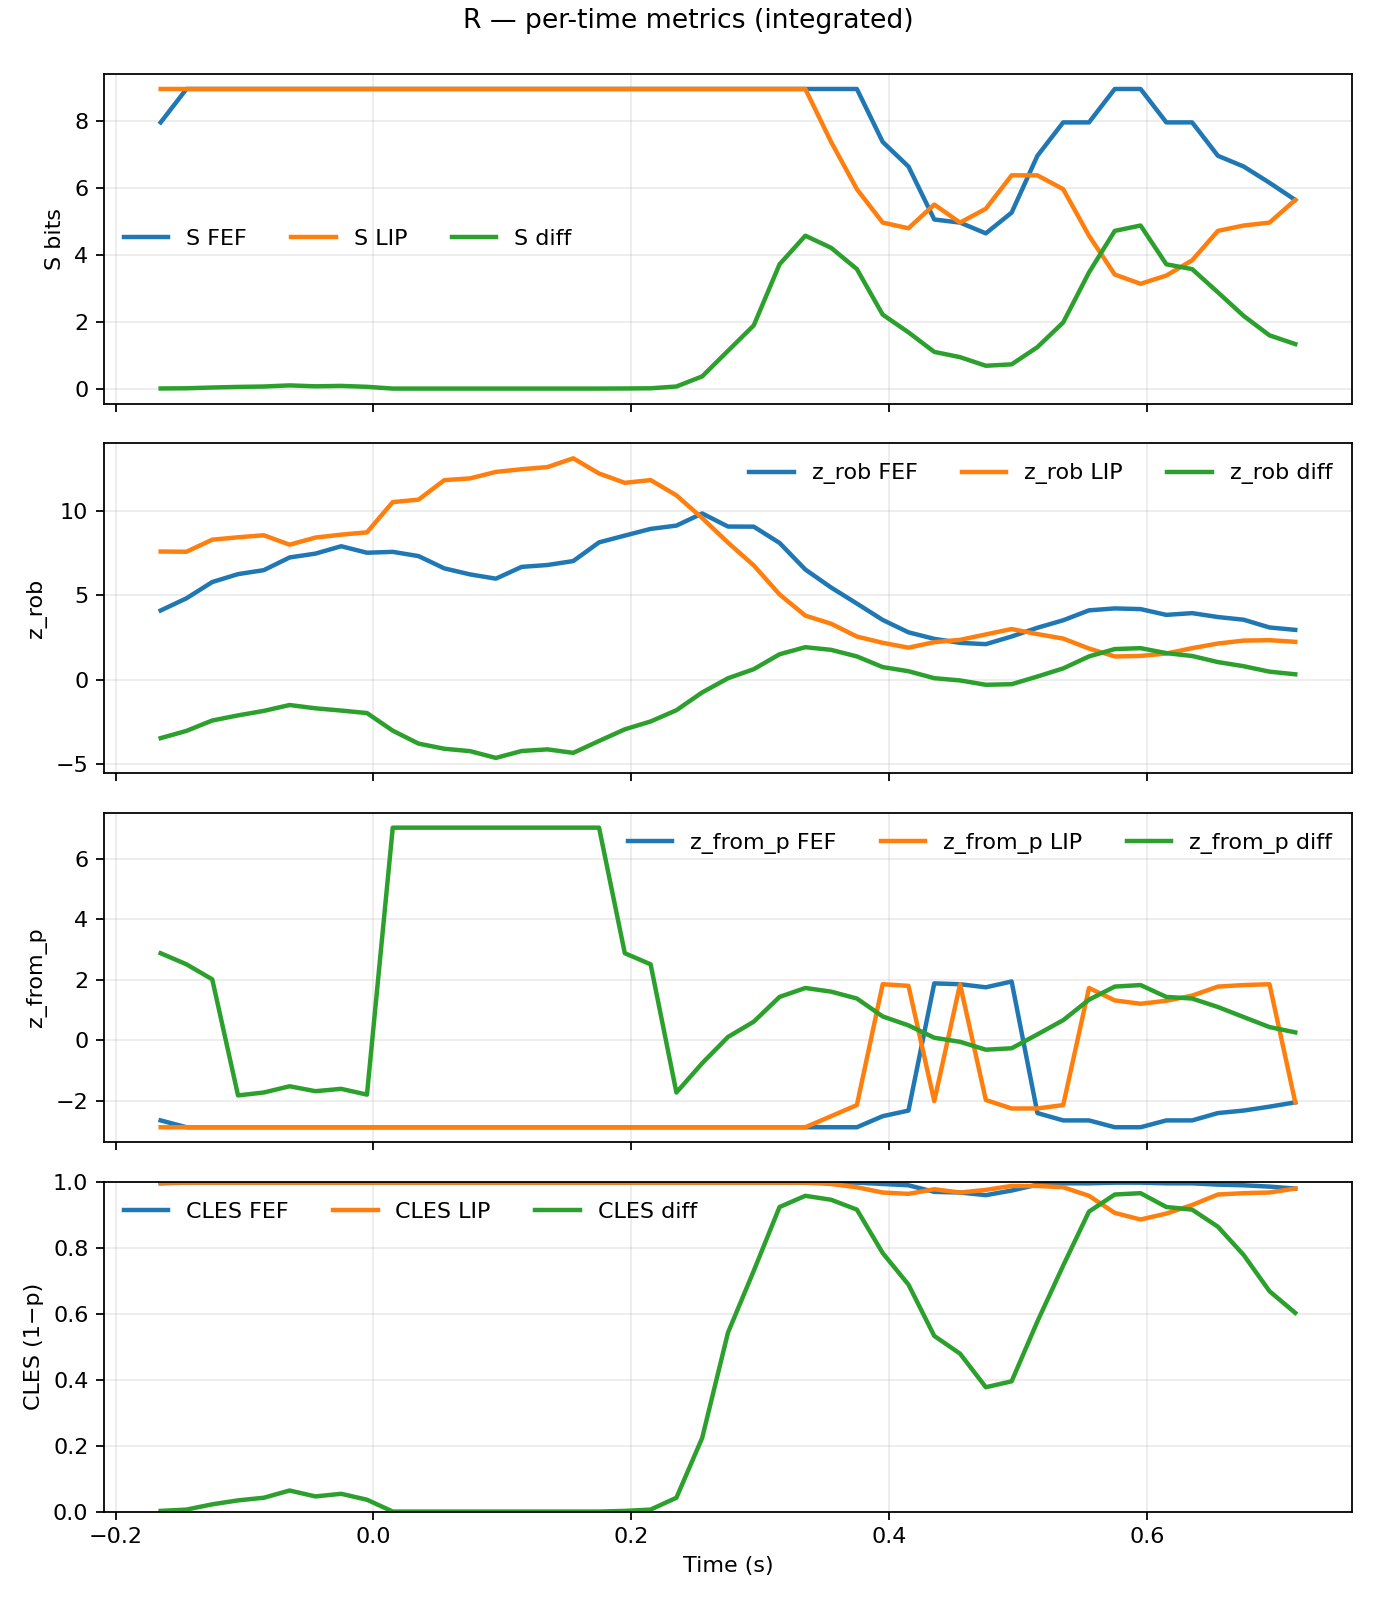 R — per-time metrics (integrated)
8
6
4
2
0
S bits
S FEF S LIP S diff
10
5
0
−5
z_rob
z_rob FEF z_rob LIP z_rob diff
6
4
2
0
−2
z_from_p
z_from_p FEF z_from_p LIP z_from_p diff
1.0
0.8
0.6
0.4
0.2
0.0
CLES (1−p)
CLES FEF CLES LIP CLES diff
−0.2 0.0 0.2 0.4 0.6
Time (s)